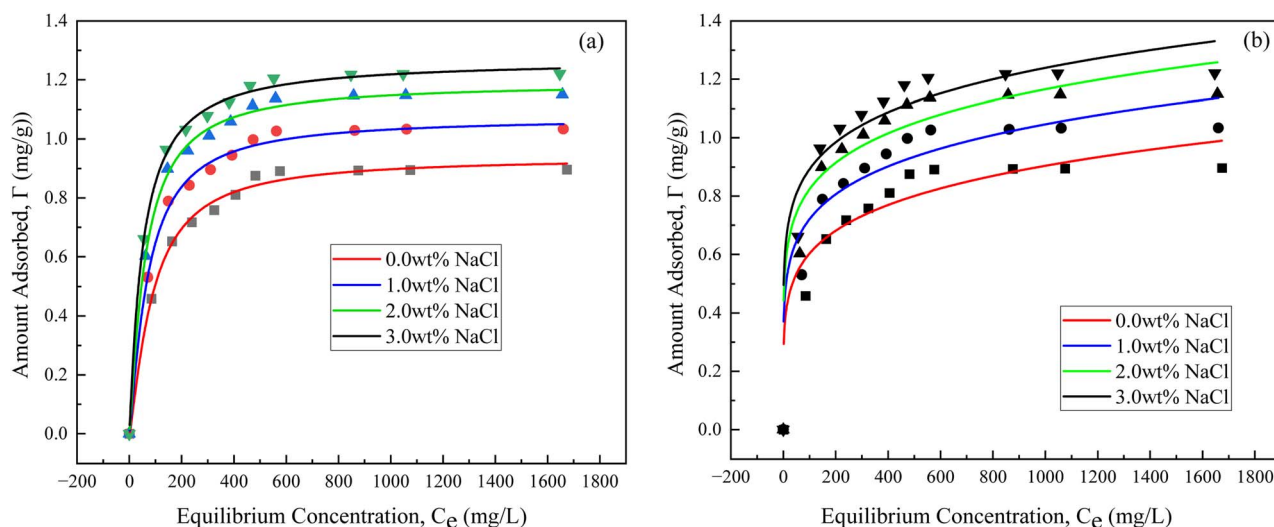 (a)
Amount Adsorbed, Γ (mg/g))
1.4
1.2
1.0
0.8
0.6
0.4
0.2
0.0
0.0wt% NaCl
1.0wt% NaCl
2.0wt% NaCl
3.0wt% NaCl
−200 0 200 400 600 800 1000 1200 1400 1600 1800
Equilibrium Concentration, Ce (mg/L)
(b)
Amount Adsorbed, Γ (mg/g))
1.4
1.2
1.0
0.8
0.6
0.4
0.2
0.0
0.0wt% NaCl
1.0wt% NaCl
2.0wt% NaCl
3.0wt% NaCl
−200 0 200 400 600 800 1000 1200 1400 1600 1800
Equilibrium Concentration, Ce (mg/L)